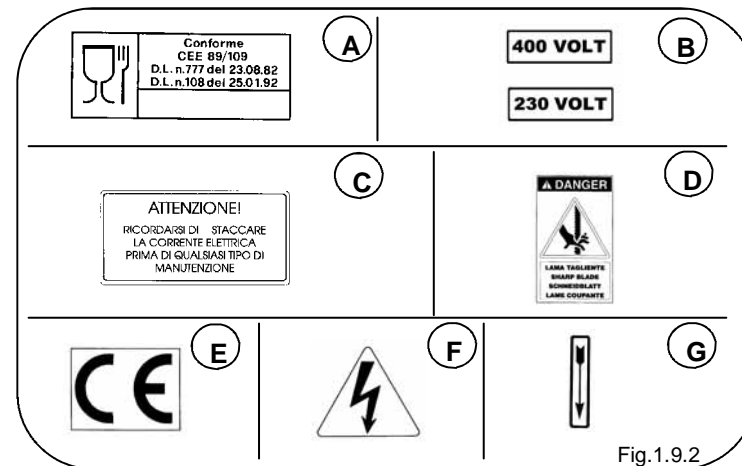 Conforme
CEE 89/109
D.L. n.777 del 23.08.82
D.L. n.108 del 25.01.92
A
400 VOLT
230 VOLT
B
ATTENZIONE!
RICORDARSI DI STACCARE
LA CORRENTE ELETTRICA
PRIMA DI QUALSIASI TIPO DI
MANUTENZIONE
C
DANGER
LAMA TAGLIENTE
SHARP BLADE
SCHNEIDBLATT
LAME COUPANTE
D
CE
E
F
G
Fig.1.9.2